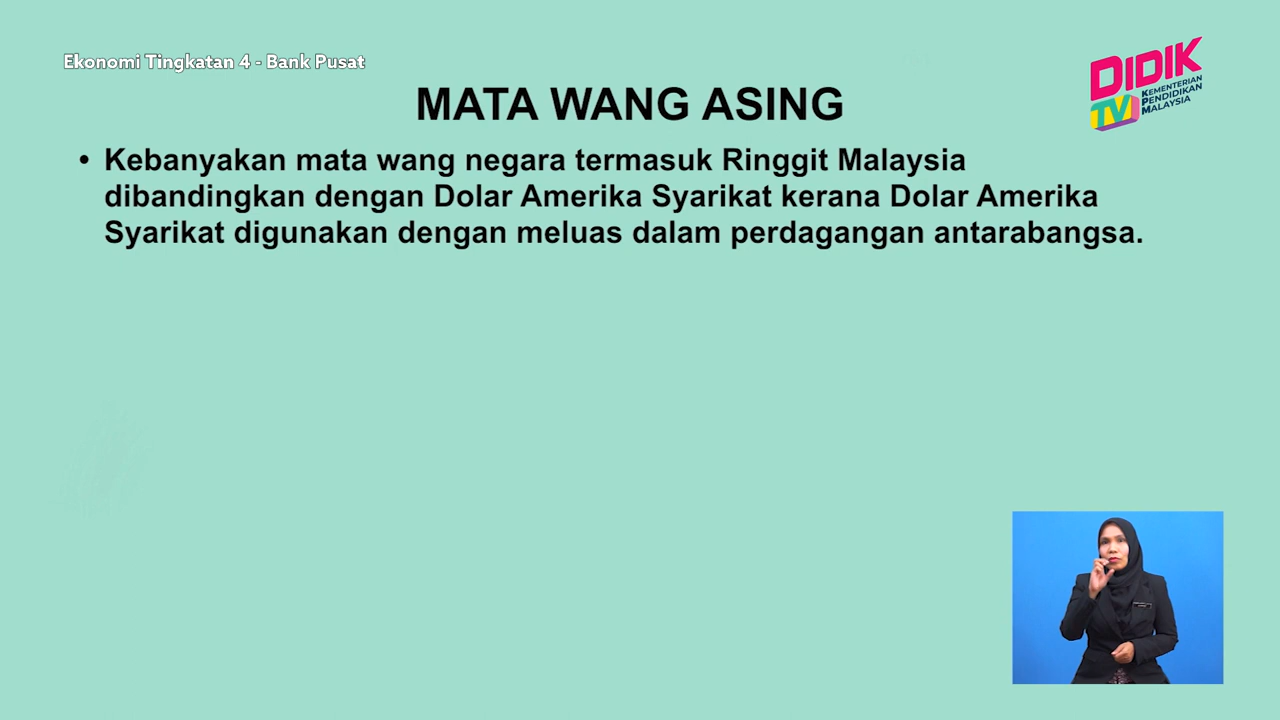 Ekonomi Tingkatan 4 - Bank Pusat
DIDIK
TV
KEMENTERIAN
PENDIDIKAN
MALAYSIA
MATA WANG ASING
• Kebanyakan mata wang negara termasuk Ringgit Malaysia
dibandingkan dengan Dolar Amerika Syarikat kerana Dolar Amerika
Syarikat digunakan dengan meluas dalam perdagangan antarabangsa.